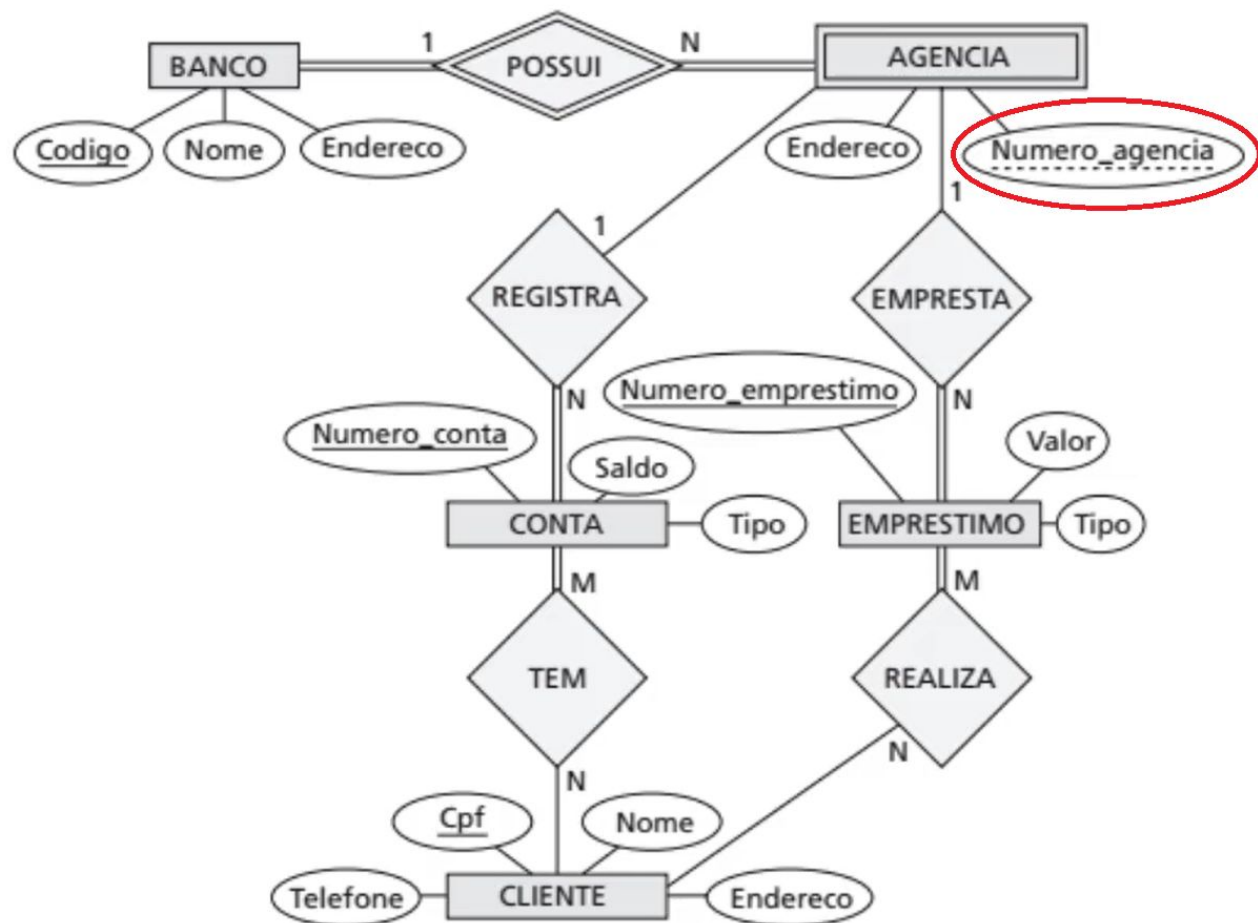 1
N
BANCO
POSSUI
AGENCIA
Codigo
Nome
Endereco
Endereco
Numero_agencia
1
1
REGISTRA
EMPRESTA
N
Numero_emprestimo
N
Numero_conta
Saldo
Valor
CONTA
Tipo
EMPRESTIMO
Tipo
M
M
TEM
REALIZA
N
N
Cpf
Nome
Telefone
CLIENTE
Endereco